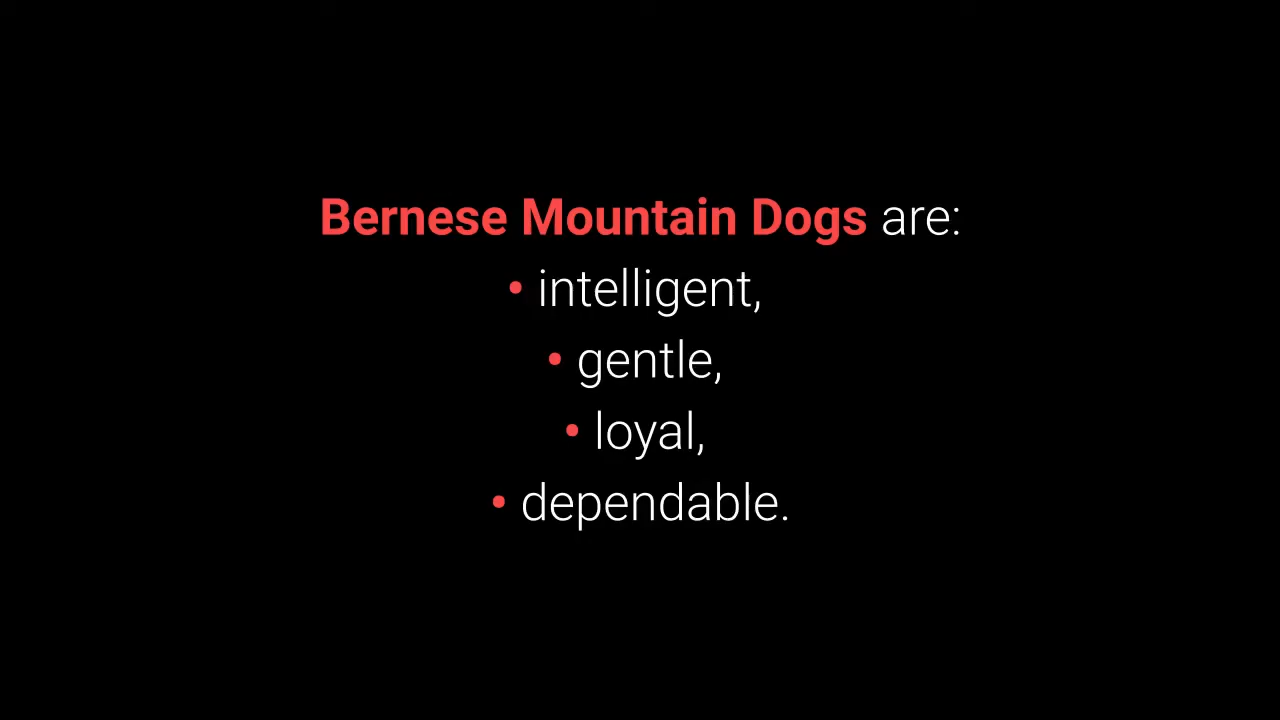 Bernese Mountain Dogs are:
• intelligent,
• gentle,
• loyal,
• dependable.